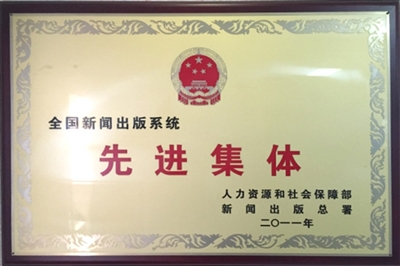 全国新闻出版系统
先进集体
人力资源和社会保障部
新闻出版总署
二〇一一年